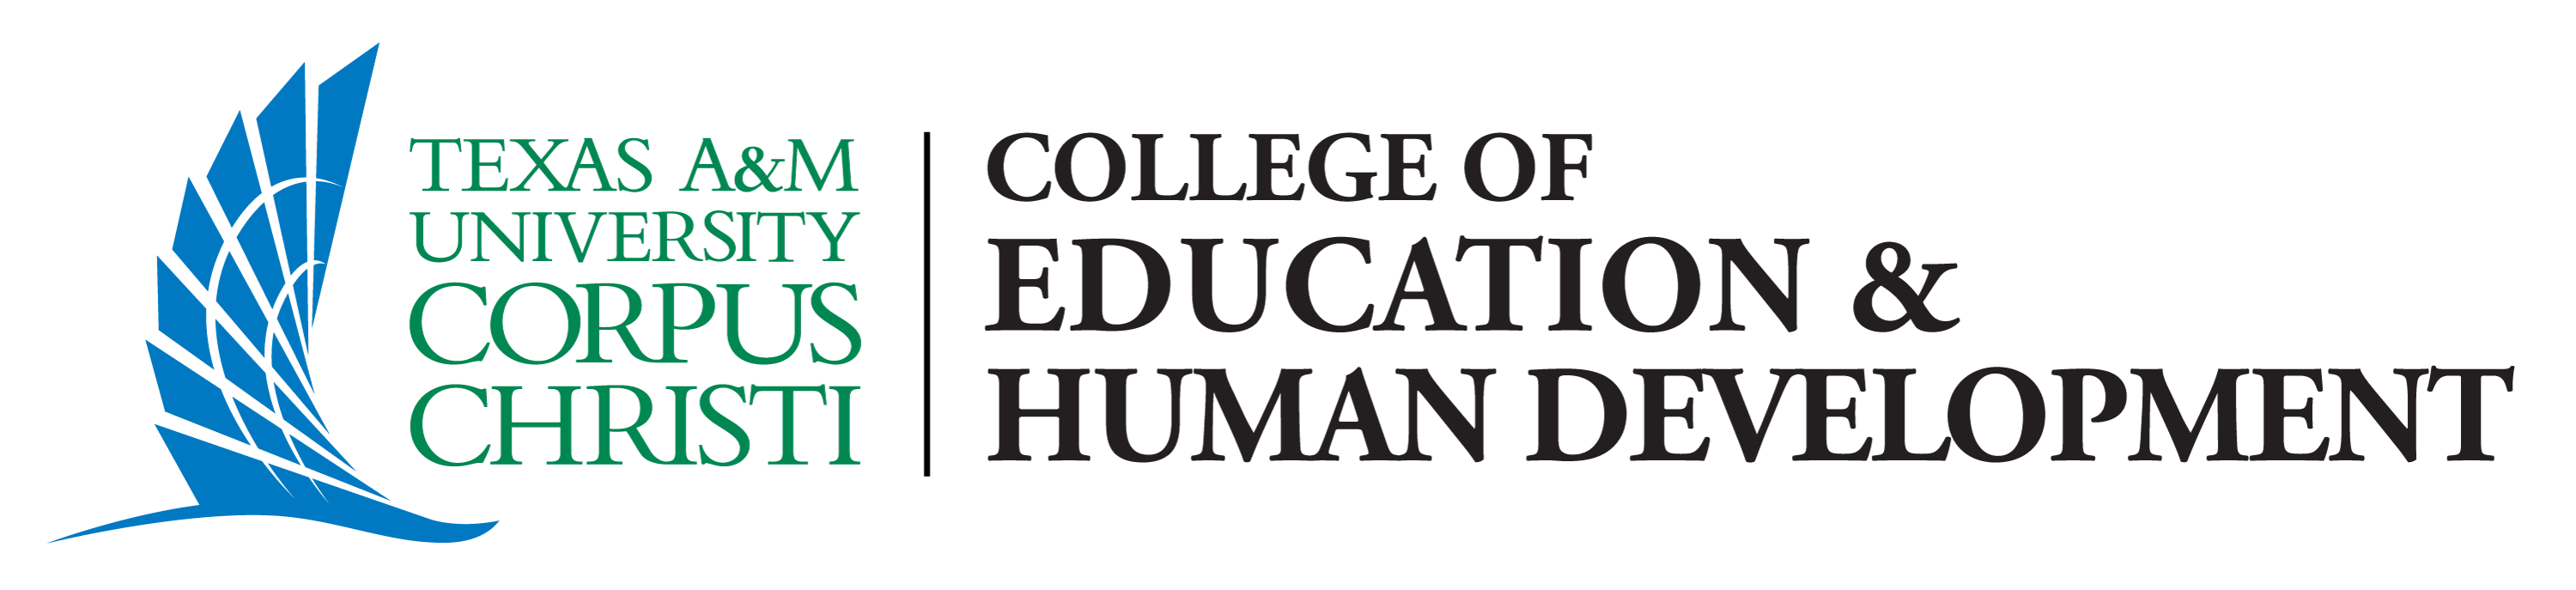 TEXAS A&M
UNIVERSITY
CORPUS
CHRISTI
COLLEGE OF
EDUCATION &
HUMAN DEVELOPMENT